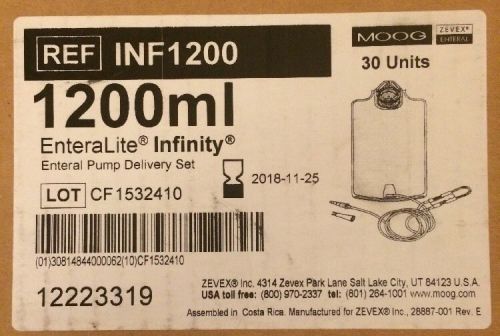 REF INF1200
MOOG ZEVEX® ENTERAL
1200ml
30 Units
EnteraLite® Infinity®
Enteral Pump Delivery Set
2018-11-25
LOT CF1532410
(01)30814844000062(10)CF1532410
12223319
ZEVEX® Inc. 4314 Zevex Park Lane Salt Lake City, UT 84123 U.S.A.
USA toll free: (800) 970-2337 tel: (801) 264-1001 www.moog.com
Assembled in Costa Rica. Manufactured for ZEVEX® Inc., 28887-001 Rev. E